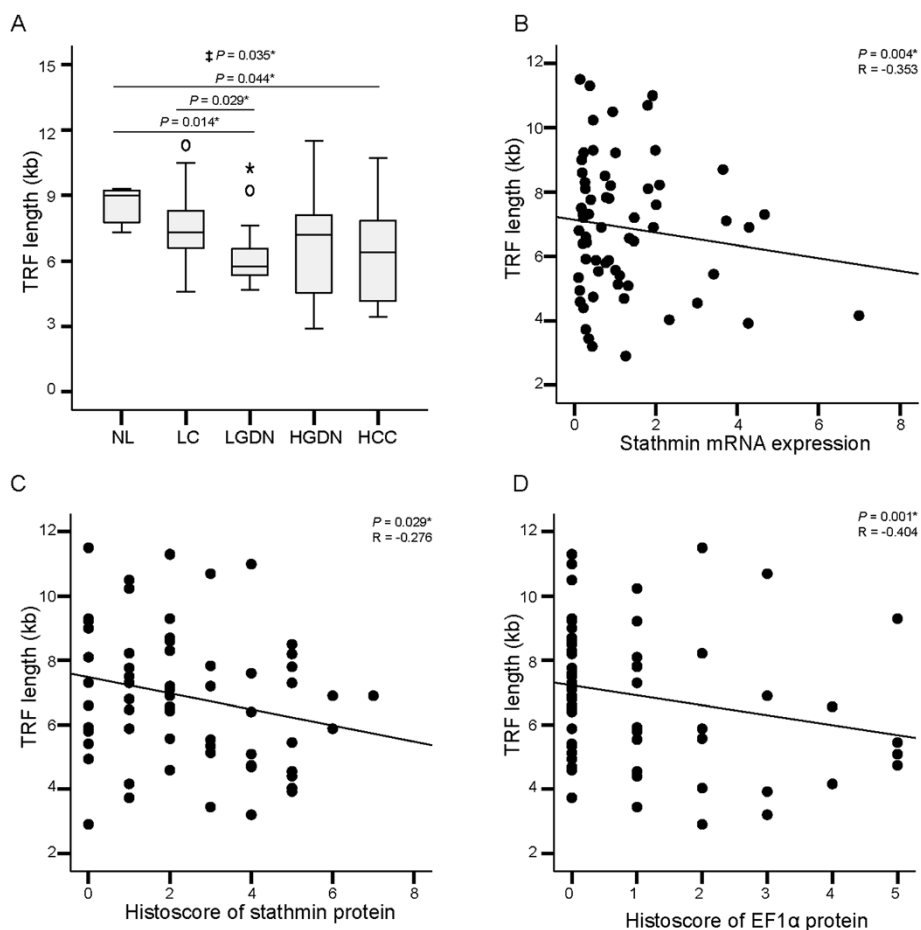 A
‡ P = 0.035*
P = 0.044*
P = 0.029*
P = 0.014*
TRF length (kb)
15
12
9
6
3
0
NL LC LGDN HGDN HCC
B
P = 0.004*
R = -0.353
TRF length (kb)
12
10
8
6
4
2
0 2 4 6 8
Stathmin mRNA expression
C
P = 0.029*
R = -0.276
TRF length (kb)
12
10
8
6
4
2
0 2 4 6 8
Histoscore of stathmin protein
D
P = 0.001*
R = -0.404
TRF length (kb)
12
10
8
6
4
2
0 1 2 3 4 5
Histoscore of EF1α protein